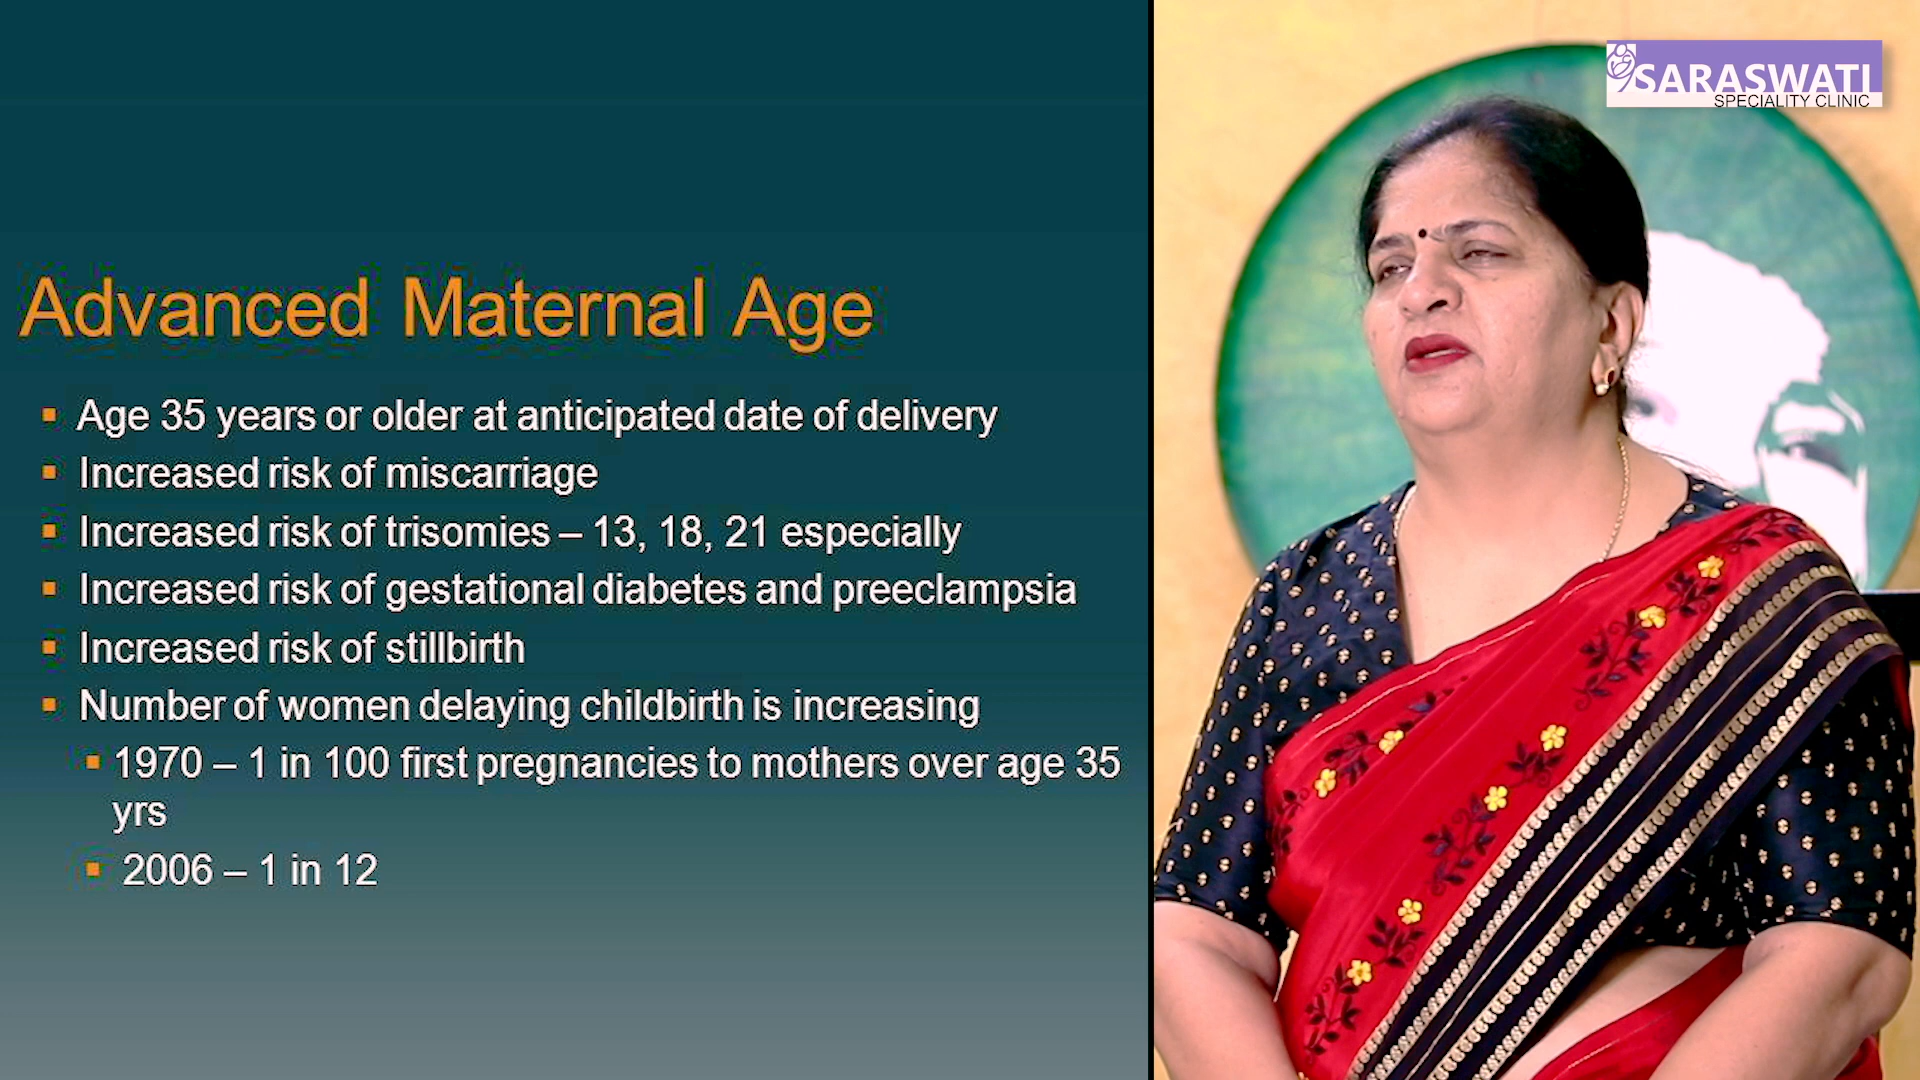 Advanced Maternal Age
▪ Age 35 years or older at anticipated date of delivery
▪ Increased risk of miscarriage
▪ Increased risk of trisomies – 13, 18, 21 especially
▪ Increased risk of gestational diabetes and preeclampsia
▪ Increased risk of stillbirth
▪ Number of women delaying childbirth is increasing
▪ 1970 – 1 in 100 first pregnancies to mothers over age 35
yrs
▪ 2006 – 1 in 12
SARASWATI
SPECIALITY CLINIC